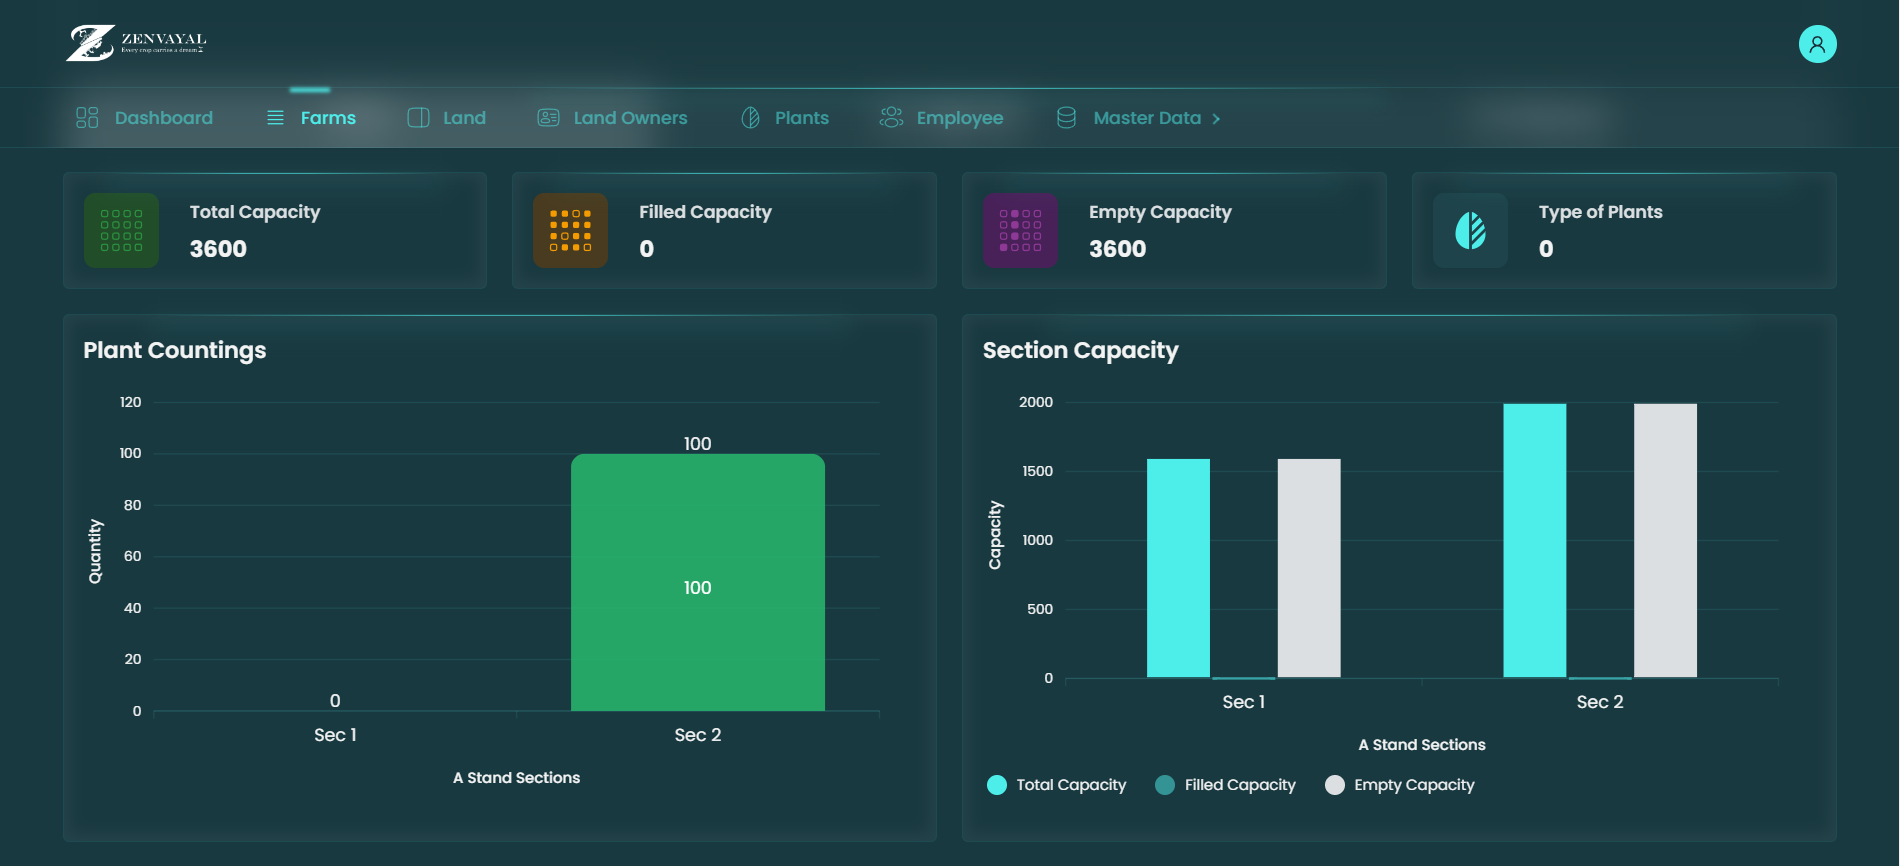 ZENVAYAL
Every crop carries a dream
Dashboard
Farms
Land
Land Owners
Plants
Employee
Master Data
Total Capacity
3600
Filled Capacity
0
Empty Capacity
3600
Type of Plants
0
Plant Countings
120
100
80
60
40
20
0
Quantity
100
100
0
Sec 1
Sec 2
A Stand Sections
Section Capacity
2000
1500
1000
500
0
Capacity
Sec 1
Sec 2
A Stand Sections
Total Capacity
Filled Capacity
Empty Capacity